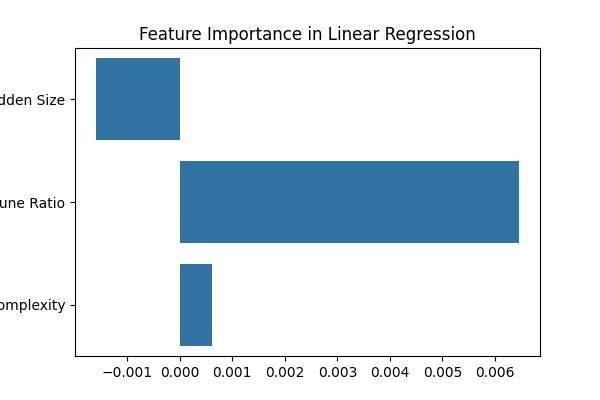 Feature Importance in Linear Regression
dden Size
une Ratio
omplexity
−0.001 0.000 0.001 0.002 0.003 0.004 0.005 0.006